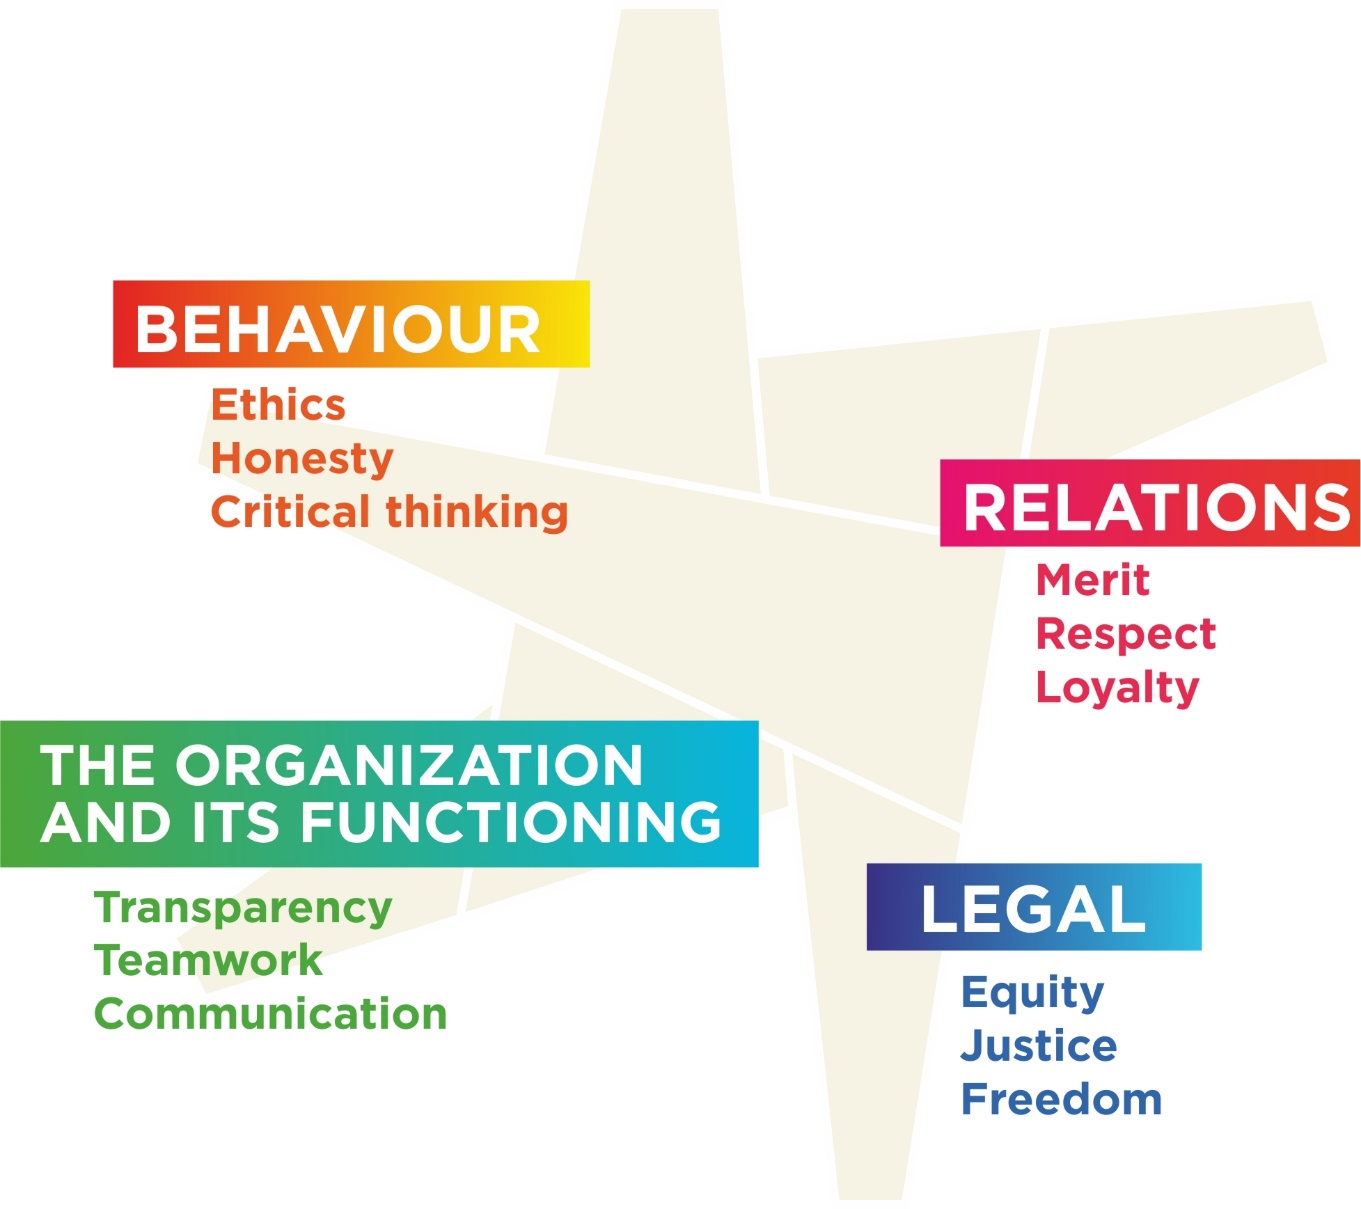 BEHAVIOUR
Ethics
Honesty
Critical thinking
RELATIONS
Merit
Respect
Loyalty
THE ORGANIZATION
AND ITS FUNCTIONING
Transparency
Teamwork
Communication
LEGAL
Equity
Justice
Freedom